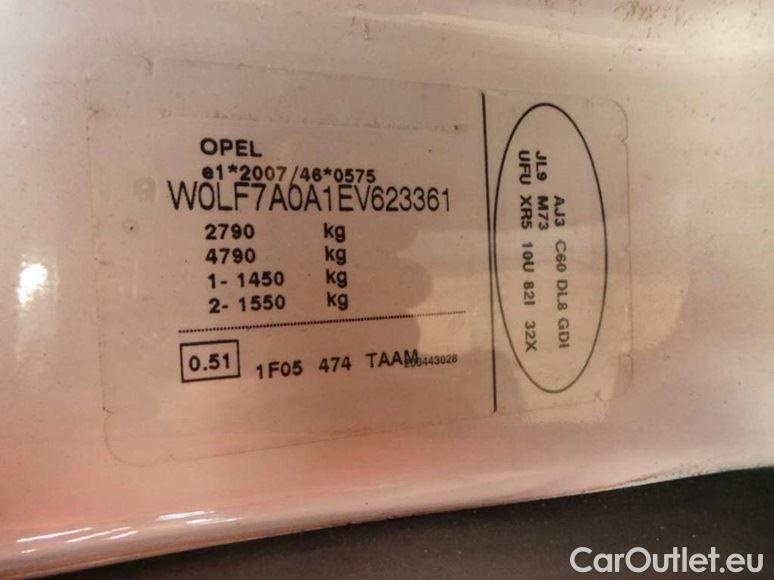 OPEL
e1*2007/46*0575
W0LF7A0A1EV623361
2790 kg
4790 kg
1- 1450 kg
2- 1550 kg
0.51 1F05 474 TAAM 200443028
AJ3 C60 DL8 GDI
JL9 M73
UFU XR5 10U 82I 32X
CarOutlet.eu